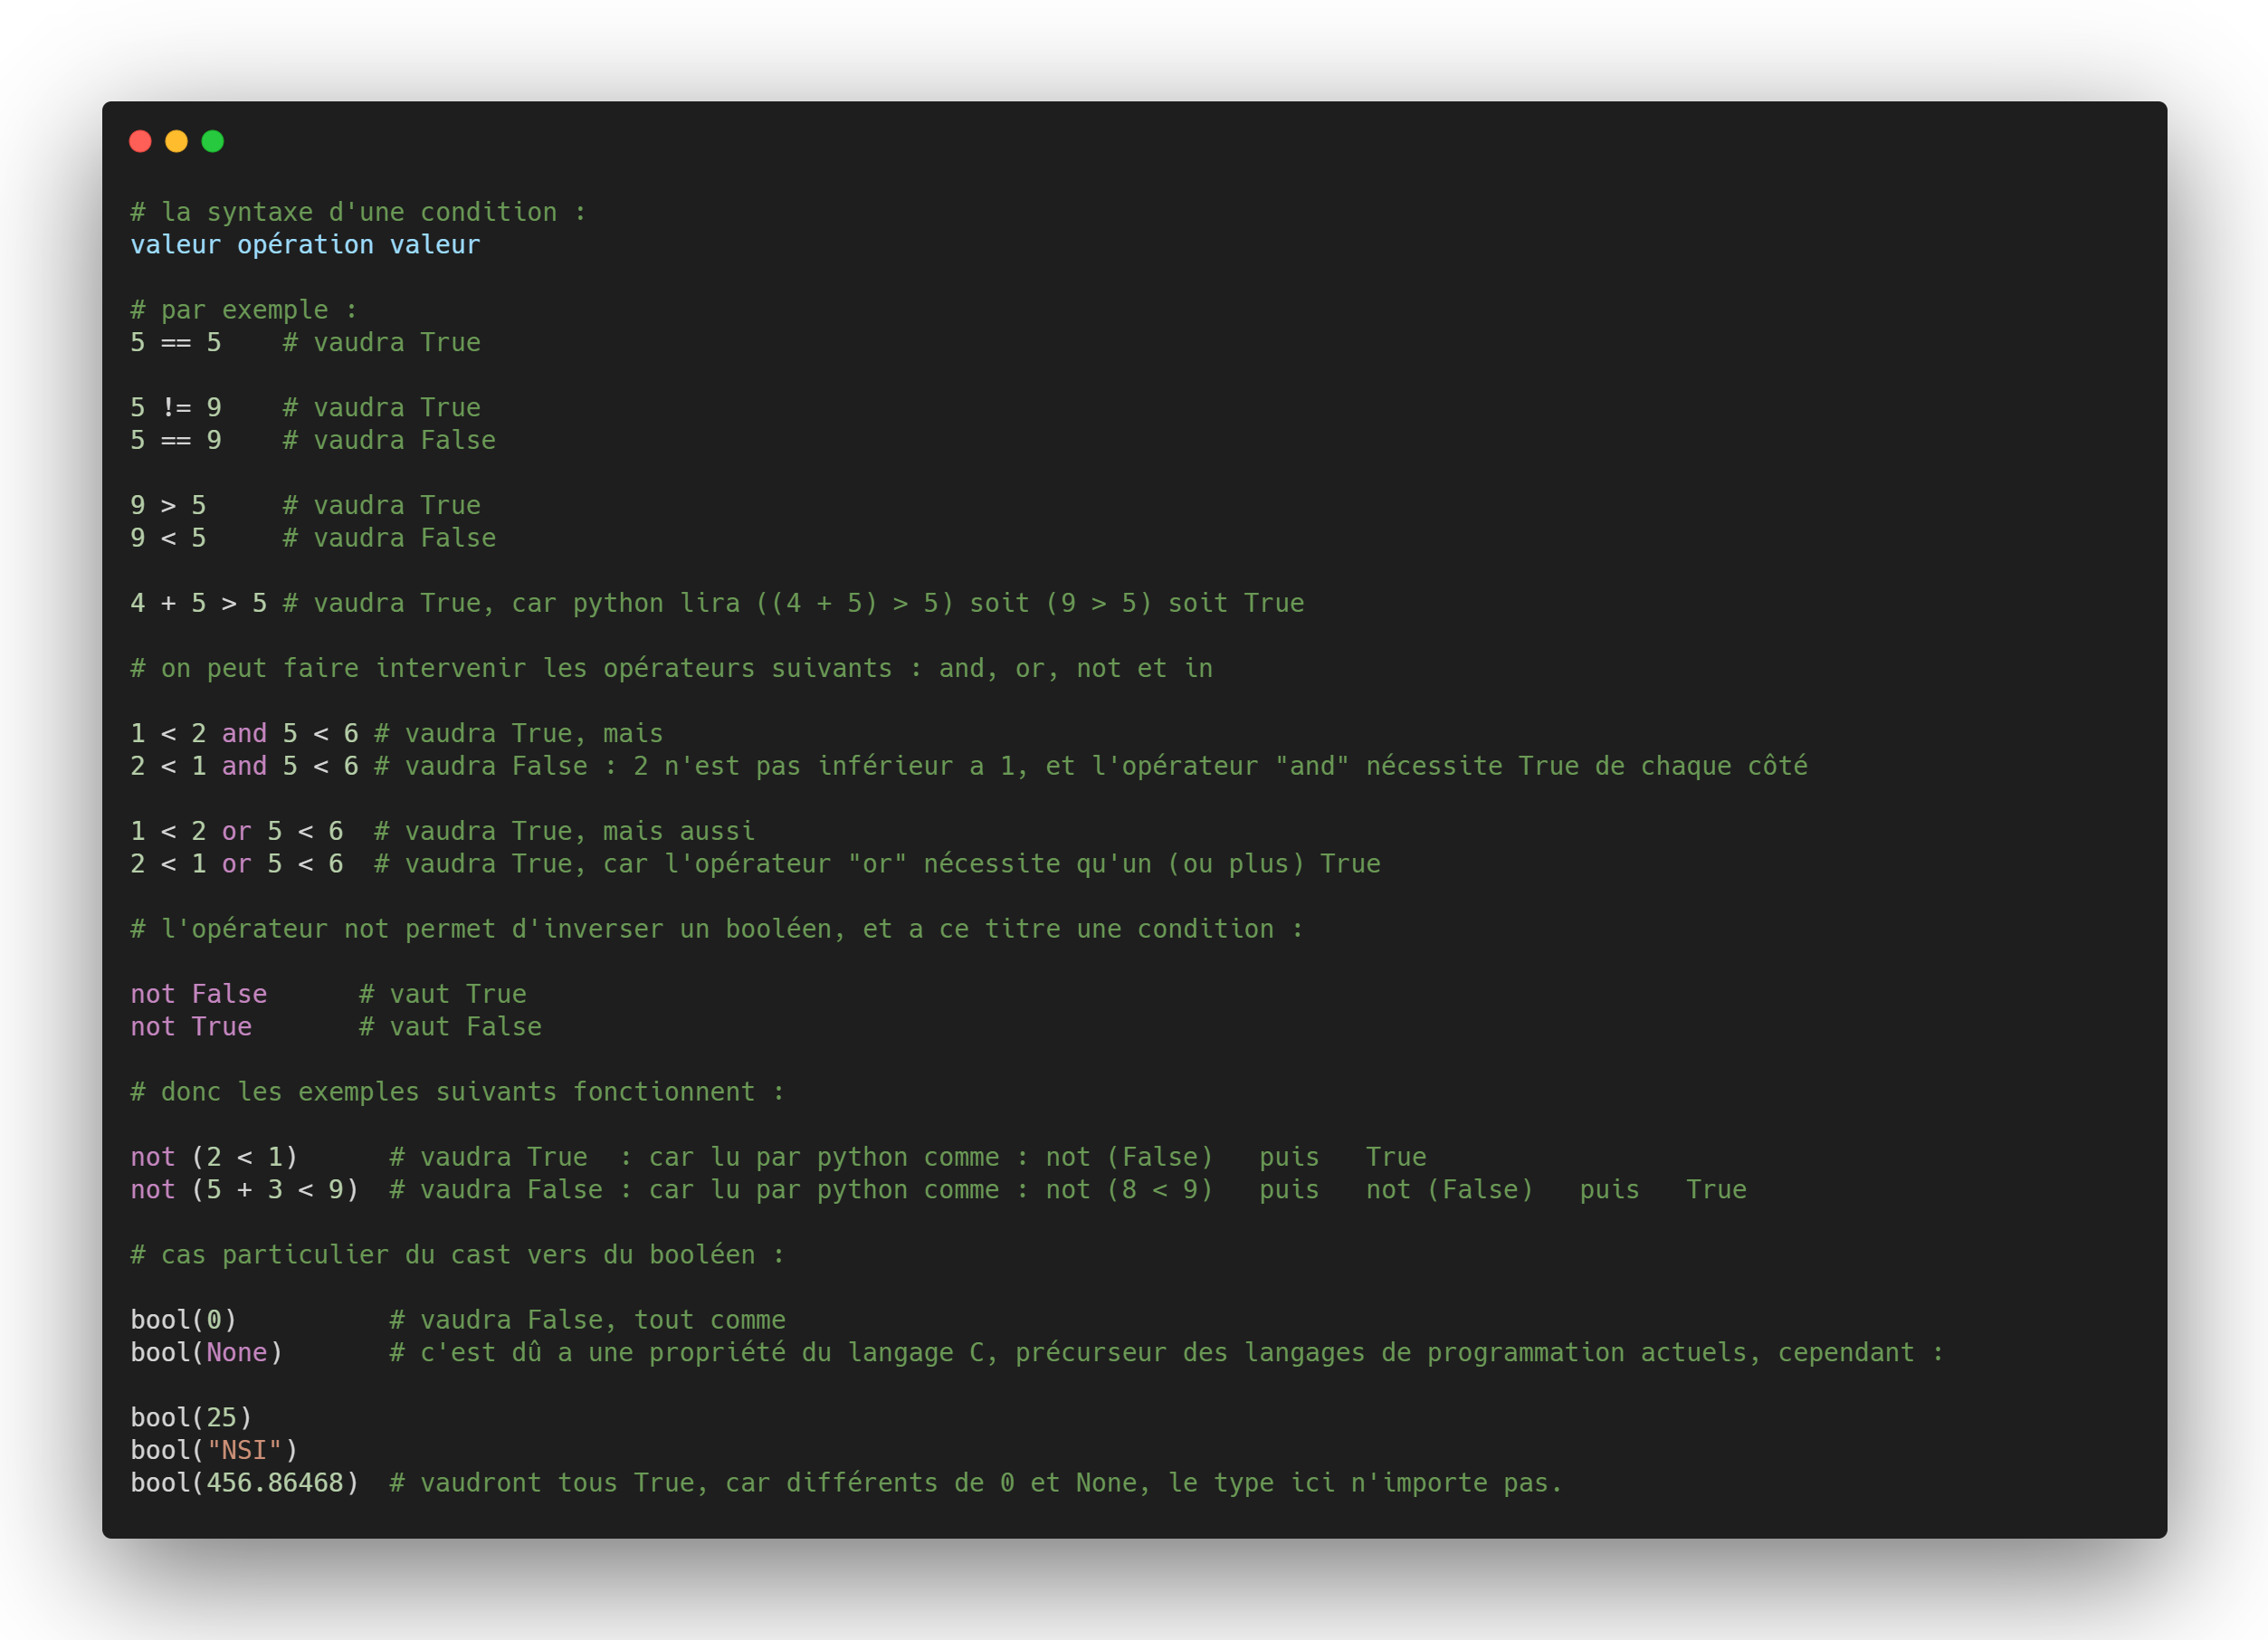 # la syntaxe d'une condition :
valeur opération valeur
# par exemple :
5 == 5    # vaudra True
5 != 9    # vaudra True
5 == 9    # vaudra False
9 > 5     # vaudra True
9 < 5     # vaudra False
4 + 5 > 5 # vaudra True, car python lira ((4 + 5) > 5) soit (9 > 5) soit True
# on peut faire intervenir les opérateurs suivants : and, or, not et in
1 < 2 and 5 < 6 # vaudra True, mais
2 < 1 and 5 < 6 # vaudra False : 2 n'est pas inférieur a 1, et l'opérateur "and" nécessite True de chaque côté
1 < 2 or 5 < 6  # vaudra True, mais aussi
2 < 1 or 5 < 6  # vaudra True, car l'opérateur "or" nécessite qu'un (ou plus) True
# l'opérateur not permet d'inverser un booléen, et a ce titre une condition :
not False      # vaut True
not True       # vaut False
# donc les exemples suivants fonctionnent :
not (2 < 1)      # vaudra True  : car lu par python comme : not (False)   puis   True
not (5 + 3 < 9)  # vaudra False : car lu par python comme : not (8 < 9)   puis   not (False)   puis   True
# cas particulier du cast vers du booléen :
bool(0)          # vaudra False, tout comme
bool(None)       # c'est dû a une propriété du langage C, précurseur des langages de programmation actuels, cependant :
bool(25)
bool("NSI")
bool(456.86468)  # vaudront tous True, car différents de 0 et None, le type ici n'importe pas.